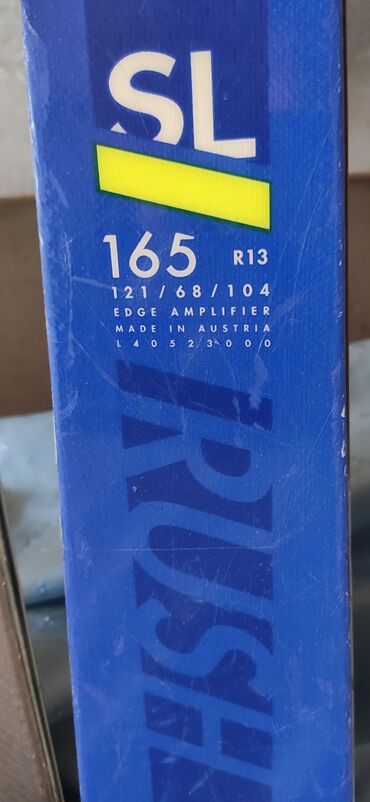 SL
165 R13
121/68/104
EDGE AMPLIFIER
MADE IN AUSTRIA
L40523000
RUSH